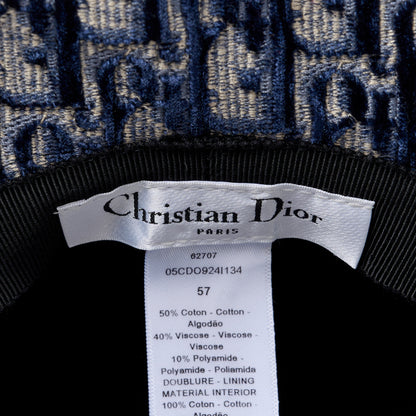 Christian Dior
PARIS
62707
05CDO924I134
57
50% Coton - Cotton -
Algodão
40% Viscose - Viscose -
Viscose
10% Polyamide -
Polyamide - Poliamida
DOUBLURE - LINING
MATERIAL INTERIOR
100% Coton - Cotton -
Algodão